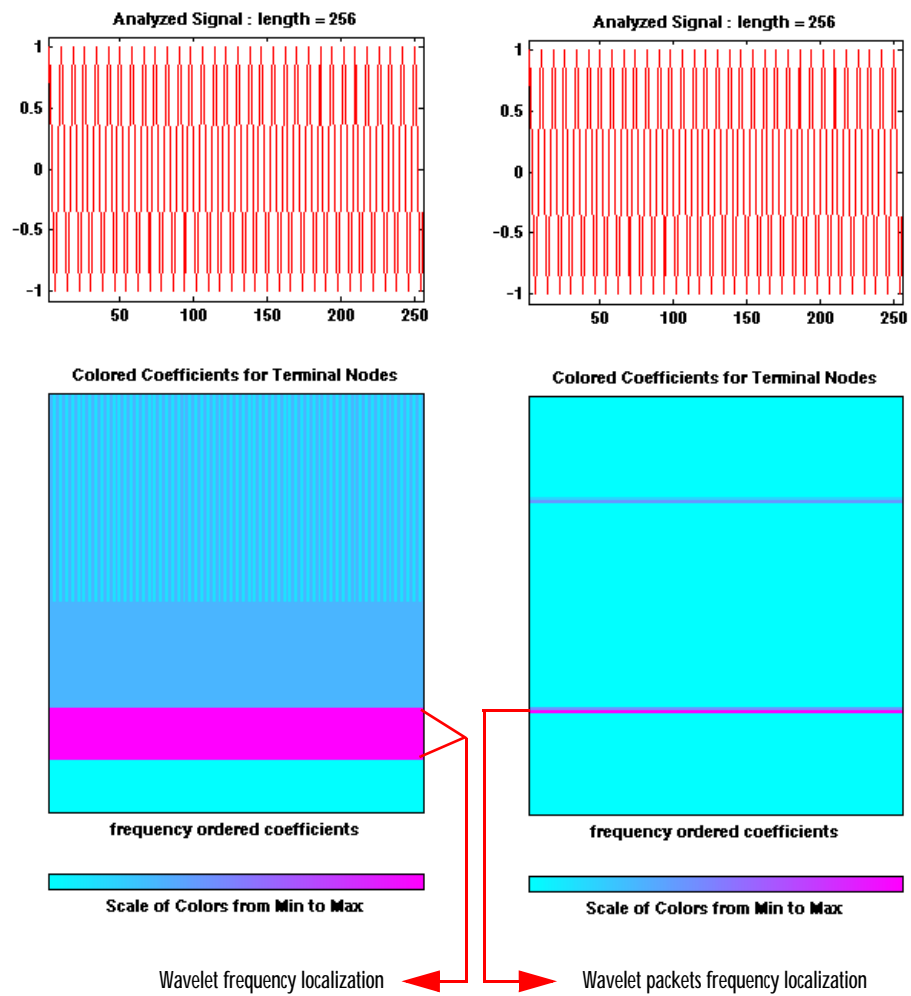 Analyzed Signal : length = 256
1
0.5
0
-0.5
-1
50 100 150 200 250
Analyzed Signal : length = 256
1
0.5
0
-0.5
-1
50 100 150 200 250
Colored Coefficients for Terminal Nodes
frequency ordered coefficients
Scale of Colors from Min to Max
Colored Coefficients for Terminal Nodes
frequency ordered coefficients
Scale of Colors from Min to Max
Wavelet frequency localization
Wavelet packets frequency localization